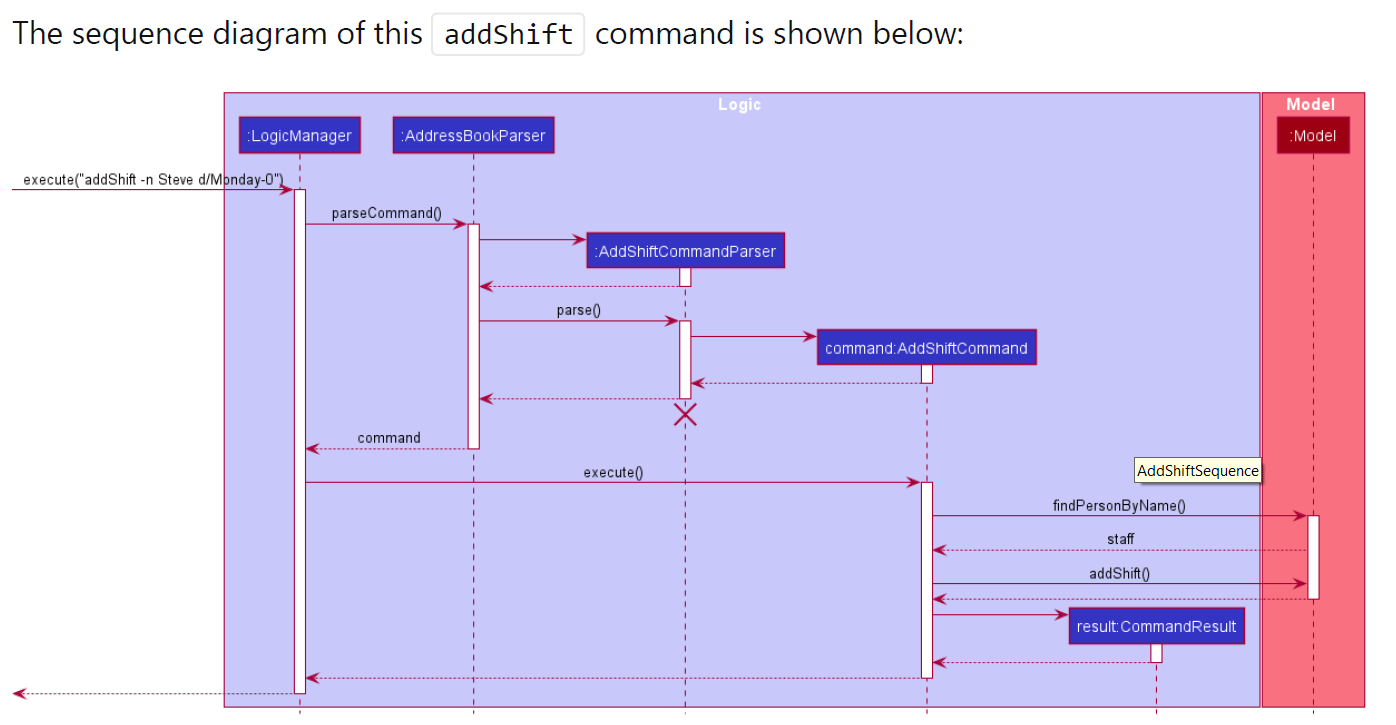 The sequence diagram of this addShift command is shown below:
Logic
Model
:LogicManager
:AddressBookParser
:Model
execute("addShift -n Steve d/Monday-0")
parseCommand()
:AddShiftCommandParser
parse()
command:AddShiftCommand
command
execute()
AddShiftSequence
findPersonByName()
staff
addShift()
result:CommandResult